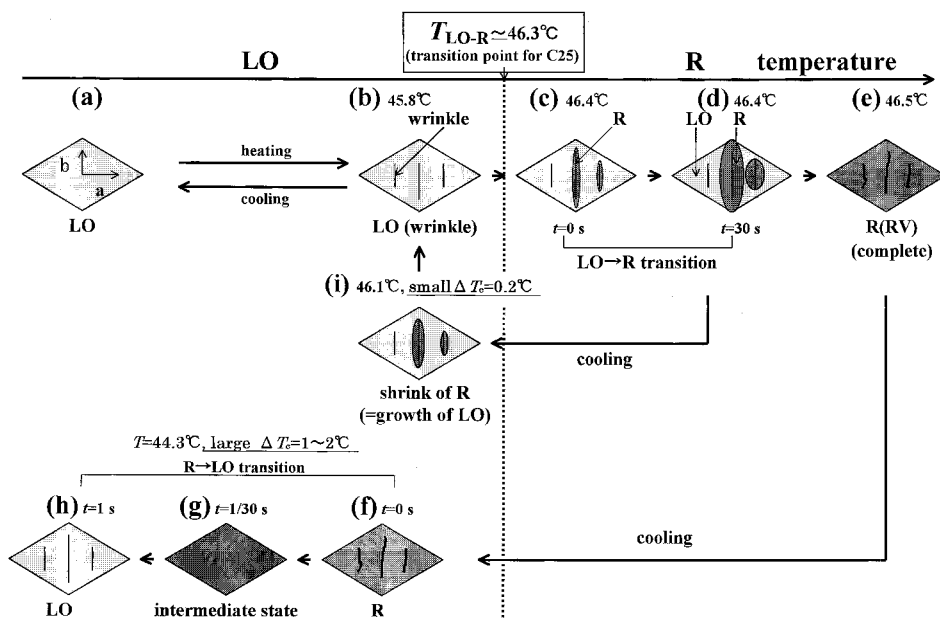 T_LO-R≃46.3℃
(transition point for C25)
LO
R
temperature
(a)
(b) 45.8℃
(c) 46.4℃
(d) 46.4℃
(e) 46.5℃
wrinkle
R
LO
R
b
a
heating
cooling
LO
LO (wrinkle)
t=0 s
t=30 s
R(RV)
(complete)
LO→R transition
(i) 46.1℃, small Δ Tc=0.2℃
cooling
shrink of R
(=growth of LO)
T=44.3℃, large Δ Tc=1~2℃
R→LO transition
(h) t=1 s
(g) t=1/30 s
(f) t=0 s
cooling
LO
intermediate state
R